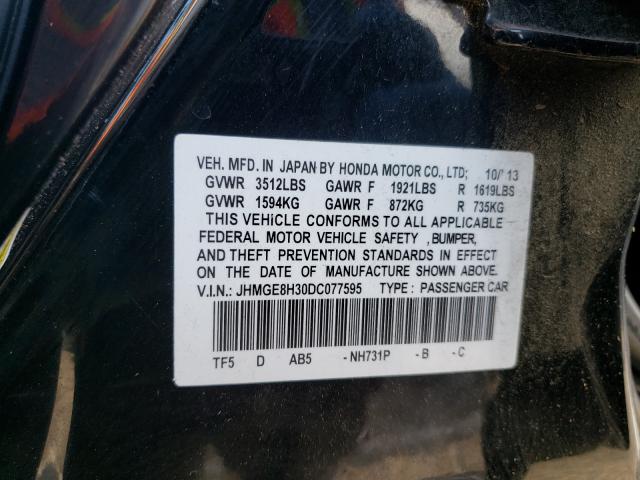 VEH. MFD. IN JAPAN BY HONDA MOTOR CO., LTD; 10/'13
GVWR 3512LBS GAWR F 1921LBS R 1619LBS
GVWR 1594KG GAWR F 872KG R 735KG
THIS VEHICLE CONFORMS TO ALL APPLICABLE
FEDERAL MOTOR VEHICLE SAFETY ,BUMPER,
AND THEFT PREVENTION STANDARDS IN EFFECT
ON THE DATE OF MANUFACTURE SHOWN ABOVE.
V.I.N.: JHMGE8H30DC077595 TYPE : PASSENGER CAR
TF5 D AB5 -NH731P -B -C